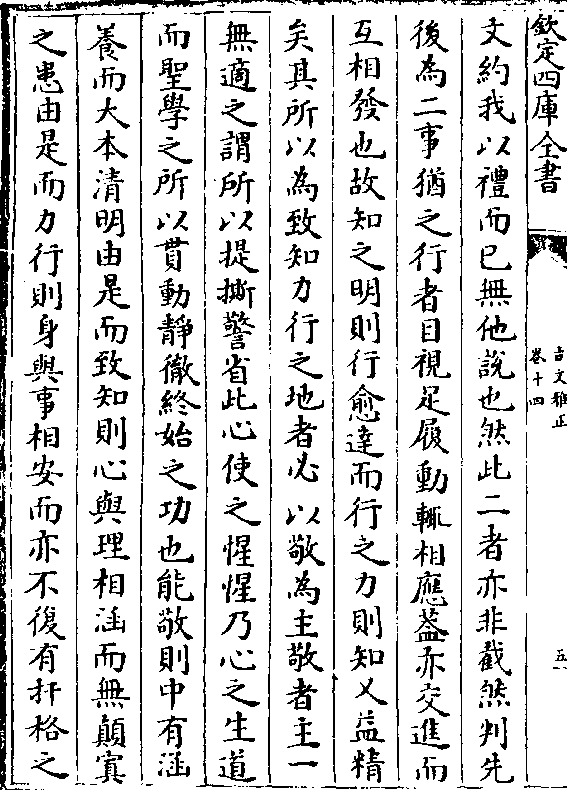 欽定四庫全書
古文雅正
卷十四
五
文約我以禮而已無他說也然此二者亦非截然判先
後為二事猶之行者目視足履動輒相應葢亦交進而
互相發也故知之明則行愈達而行之力則知乂益精
矣其所以為致知力行之地者必以敬為主敬者主一
無適之謂所以提撕警省此心使之惺惺乃心之生道
而聖學之所以貫動靜徹終始之功也能敬則中有涵
養而大本清明由是而致知則心與理相涵而無顛㝠
之患由是而力行則身與事相安而亦不復有扞格之